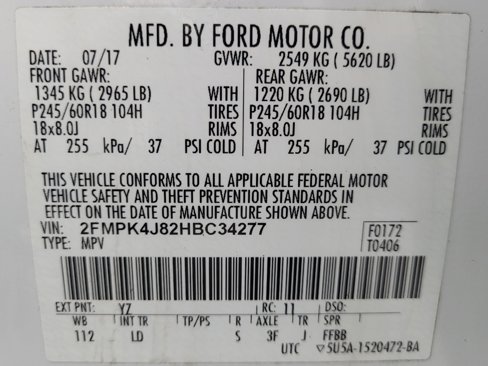 MFD. BY FORD MOTOR CO.
DATE: 07/17 GVWR: 2549 KG ( 5620 LB)
FRONT GAWR: REAR GAWR:
1345 KG ( 2965 LB) WITH 1220 KG ( 2690 LB) WITH
P245/60R18 104H TIRES P245/60R18 104H TIRES
18x8.0J RIMS 18x8.0J RIMS
AT 255 kPa/ 37 PSI COLD AT 255 kPa/ 37 PSI COLD
THIS VEHICLE CONFORMS TO ALL APPLICABLE FEDERAL MOTOR
VEHICLE SAFETY AND THEFT PREVENTION STANDARDS IN
EFFECT ON THE DATE OF MANUFACTURE SHOWN ABOVE.
VIN: 2FMPK4J82HBC34277 F0172
TYPE: MPV T0406
EXT PNT: YZ RC: 11 DSO:
WB INT TR TP/PS R AXLE TR SPR
112 LD S 3F J FFBB
UTC ▽5U5A-1520472-BA